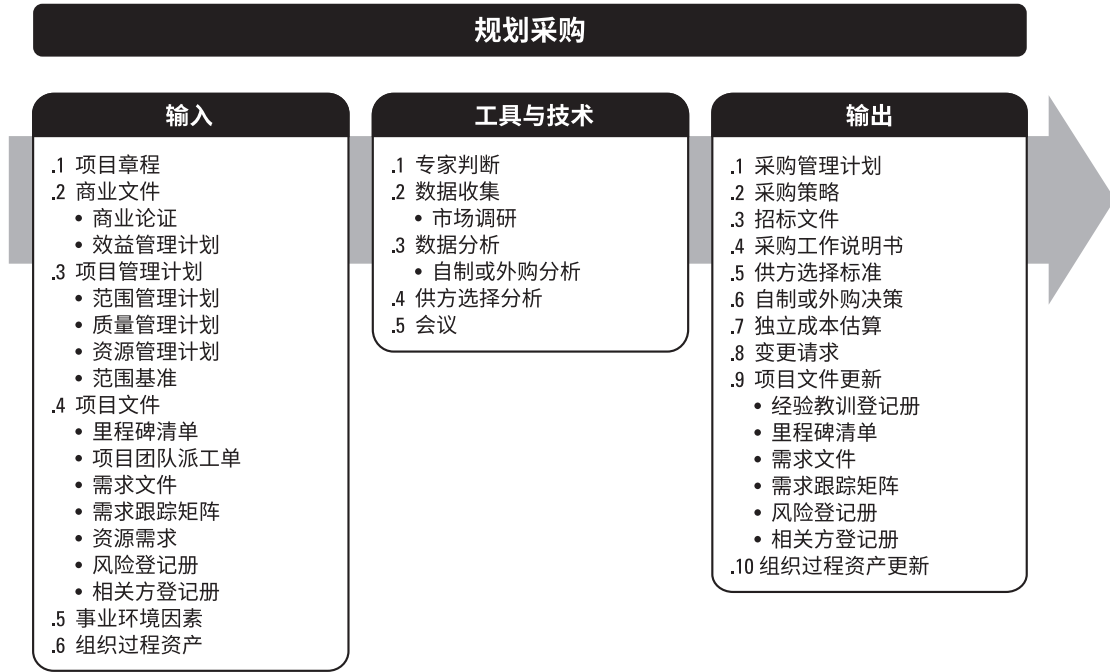 规划采购
输入
.1 项目章程
.2 商业文件
• 商业论证
• 效益管理计划
.3 项目管理计划
• 范围管理计划
• 质量管理计划
• 资源管理计划
• 范围基准
.4 项目文件
• 里程碑清单
• 项目团队派工单
• 需求文件
• 需求跟踪矩阵
• 资源需求
• 风险登记册
• 相关方登记册
.5 事业环境因素
.6 组织过程资产
工具与技术
.1 专家判断
.2 数据收集
• 市场调研
.3 数据分析
• 自制或外购分析
.4 供方选择分析
.5 会议
输出
.1 采购管理计划
.2 采购策略
.3 招标文件
.4 采购工作说明书
.5 供方选择标准
.6 自制或外购决策
.7 独立成本估算
.8 变更请求
.9 项目文件更新
• 经验教训登记册
• 里程碑清单
• 需求文件
• 需求跟踪矩阵
• 风险登记册
• 相关方登记册
.10 组织过程资产更新